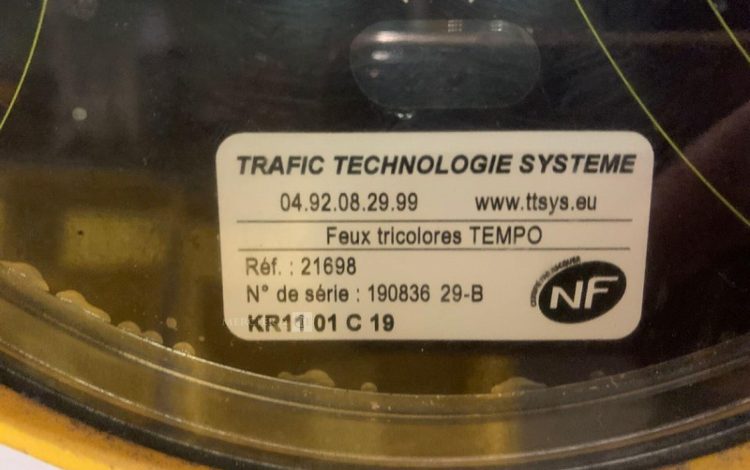 TRAFIC TECHNOLOGIE SYSTEME
04.92.08.29.99 www.ttsys.eu
Feux tricolores TEMPO
Réf. : 21698
N° de série : 190836 29-B
NF
KR11 01 C 19